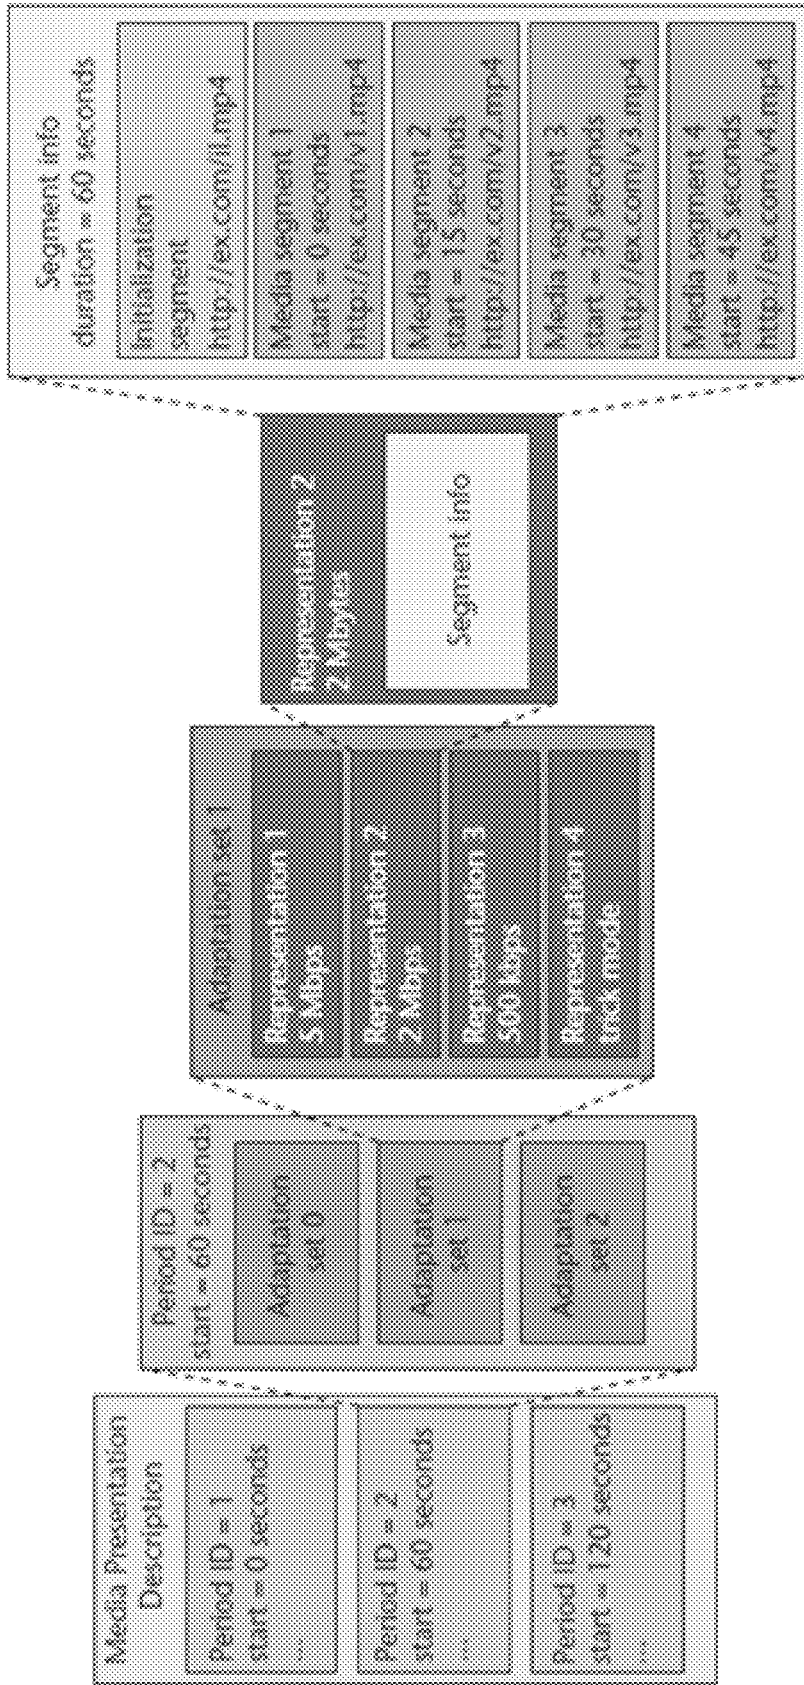 Media Presentation
Description
Period ID = 1
start = 0 seconds
...
Period ID = 2
start = 60 seconds
...
Period ID = 3
start = 120 seconds
...
Period ID = 2
start = 60 seconds
Adaptation
set 0
Adaptation
set 1
Adaptation
set 2
Adaptation set 1
Representation 1
5 Mbps
Representation 2
2 Mbps
Representation 3
500 kbps
Representation 4
trick mode
Representation 2
2 Mbytes
Segment info
Segment info
duration = 60 seconds
Initialization
segment
http://ex.com/il.mp4
Media segment 1
start = 0 seconds
http://ex.com/v1.mp4
Media segment 2
start = 15 seconds
http://ex.com/v2.mp4
Media segment 3
start = 30 seconds
http://ex.com/v3.mp4
Media segment 4
start = 45 seconds
http://ex.com/v4.mp4